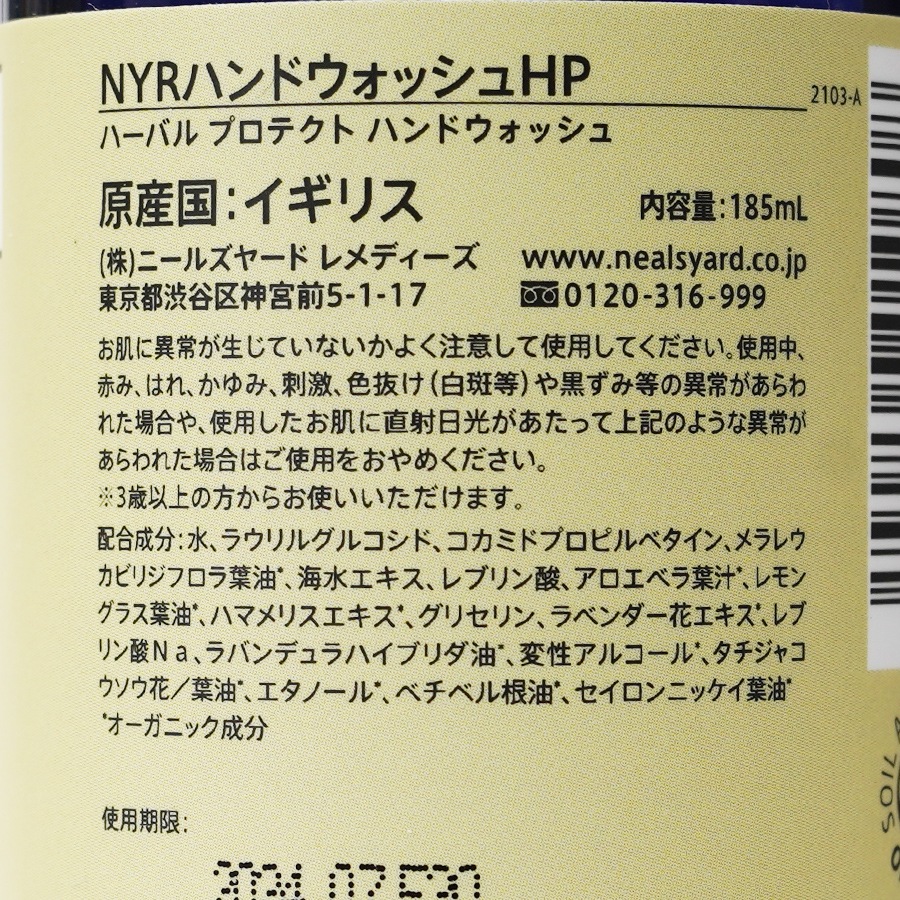 NYRハンドウォッシュHP
2103-A
ハーバル プロテクト ハンドウォッシュ
原産国:イギリス 内容量:185mL
(株)ニールズヤード レメディーズ www.nealsyard.co.jp
東京都渋谷区神宮前5-1-17 0120-316-999
お肌に異常が生じていないかよく注意して使用してください。使用中、
赤み、はれ、かゆみ、刺激、色抜け(白斑等)や黒ずみ等の異常があらわ
れた場合や、使用したお肌に直射日光があたって上記のような異常が
あらわれた場合はご使用をおやめください。
※3歳以上の方からお使いいただけます。
配合成分:水、ラウリルグルコシド、コカミドプロピルベタイン、メラレウ
カビリジフロラ葉油*、海水エキス、レブリン酸、アロエベラ葉汁*、レモン
グラス葉油*、ハマメリスエキス*、グリセリン、ラベンダー花エキス*、レブ
リン酸Na、ラバンデュラハイブリダ油*、変性アルコール*、タチジャコ
ウソウ花/葉油*、エタノール*、ベチベル根油*、セイロンニッケイ葉油*
*オーガニック成分
使用期限:
SOIL